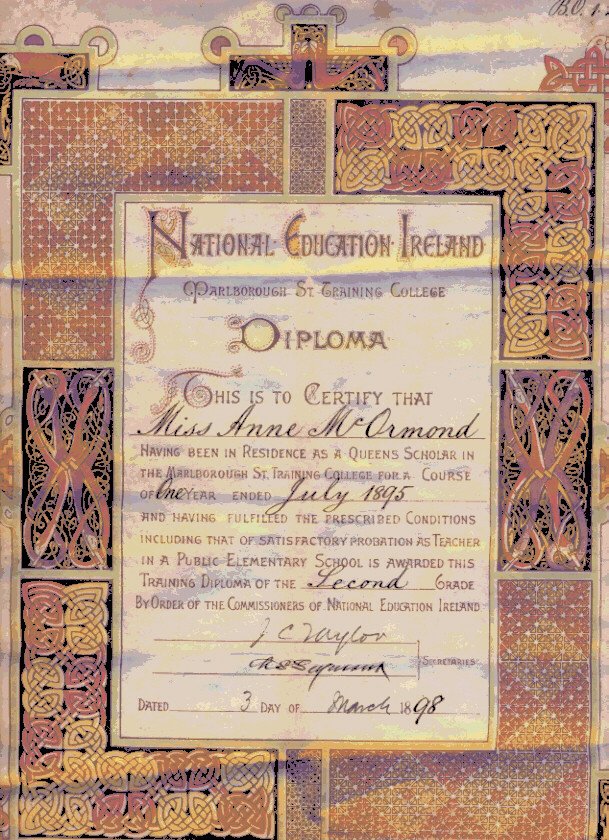 B.O.
NATIONAL EDUCATION IRELAND
MARLBOROUGH ST TRAINING COLLEGE
DIPLOMA
THIS IS TO CERTIFY THAT
Miss Anne McOrmond
HAVING BEEN IN RESIDENCE AS A QUEENS SCHOLAR IN
THE MARLBOROUGH ST. TRAINING COLLEGE FOR A COURSE
OF One YEAR ENDED July 1895
AND HAVING FULFILLED THE PRESCRIBED CONDITIONS
INCLUDING THAT OF SATISFACTORY PROBATION AS TEACHER
IN A PUBLIC ELEMENTARY SCHOOL IS AWARDED THIS
TRAINING DIPLOMA OF THE Second GRADE
BY ORDER OF THE COMMISSIONERS OF NATIONAL EDUCATION IRELAND
J C Taylor
SECRETARIES
DATED 3 DAY OF March 1898